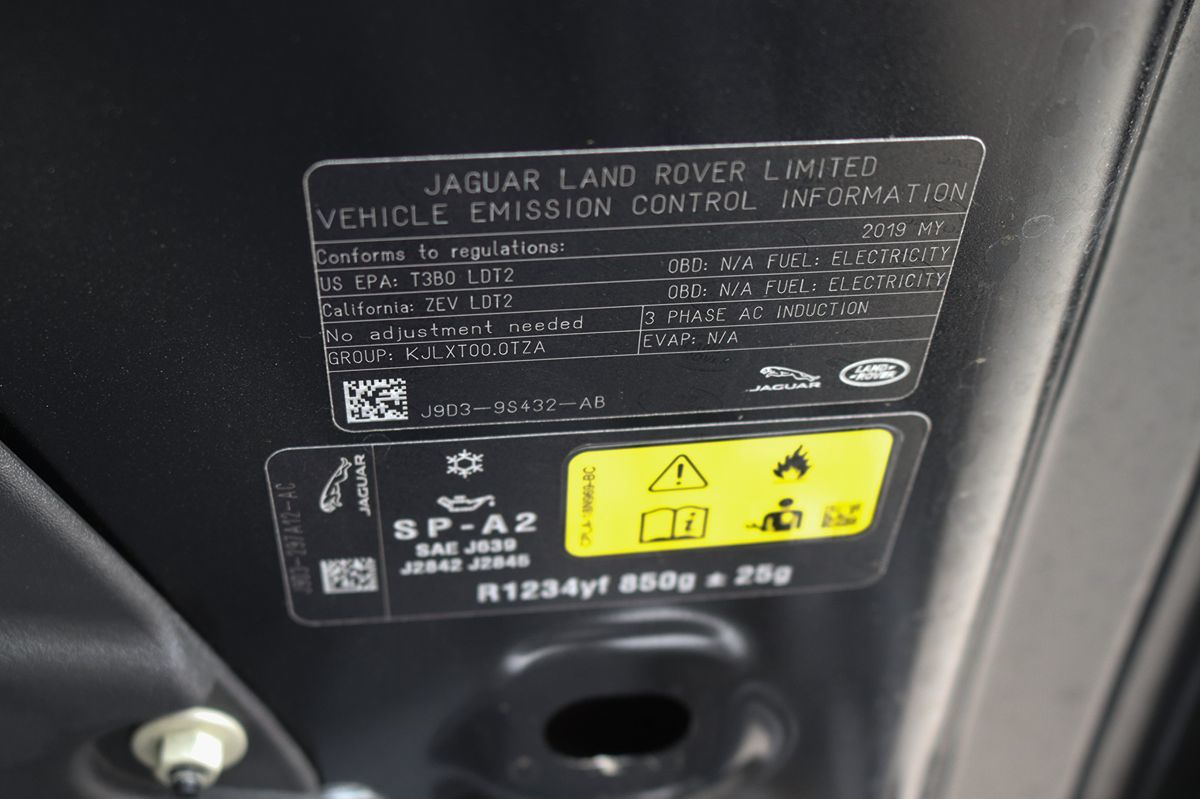 JAGUAR LAND ROVER LIMITED
VEHICLE EMISSION CONTROL INFORMATION
Conforms to regulations: 2019 MY
US EPA: T3B0 LDT2 OBD: N/A FUEL: ELECTRICITY
California: ZEV LDT2 OBD: N/A FUEL: ELECTRICITY
No adjustment needed 3 PHASE AC INDUCTION
GROUP: KJLXT00.0TZA EVAP: N/A
JAGUAR LAND ROVER
J9D3-9S432-AB
JAGUAR
SP-A2
SAE J639
J2842 J2845
R1234yf 850g ± 25g